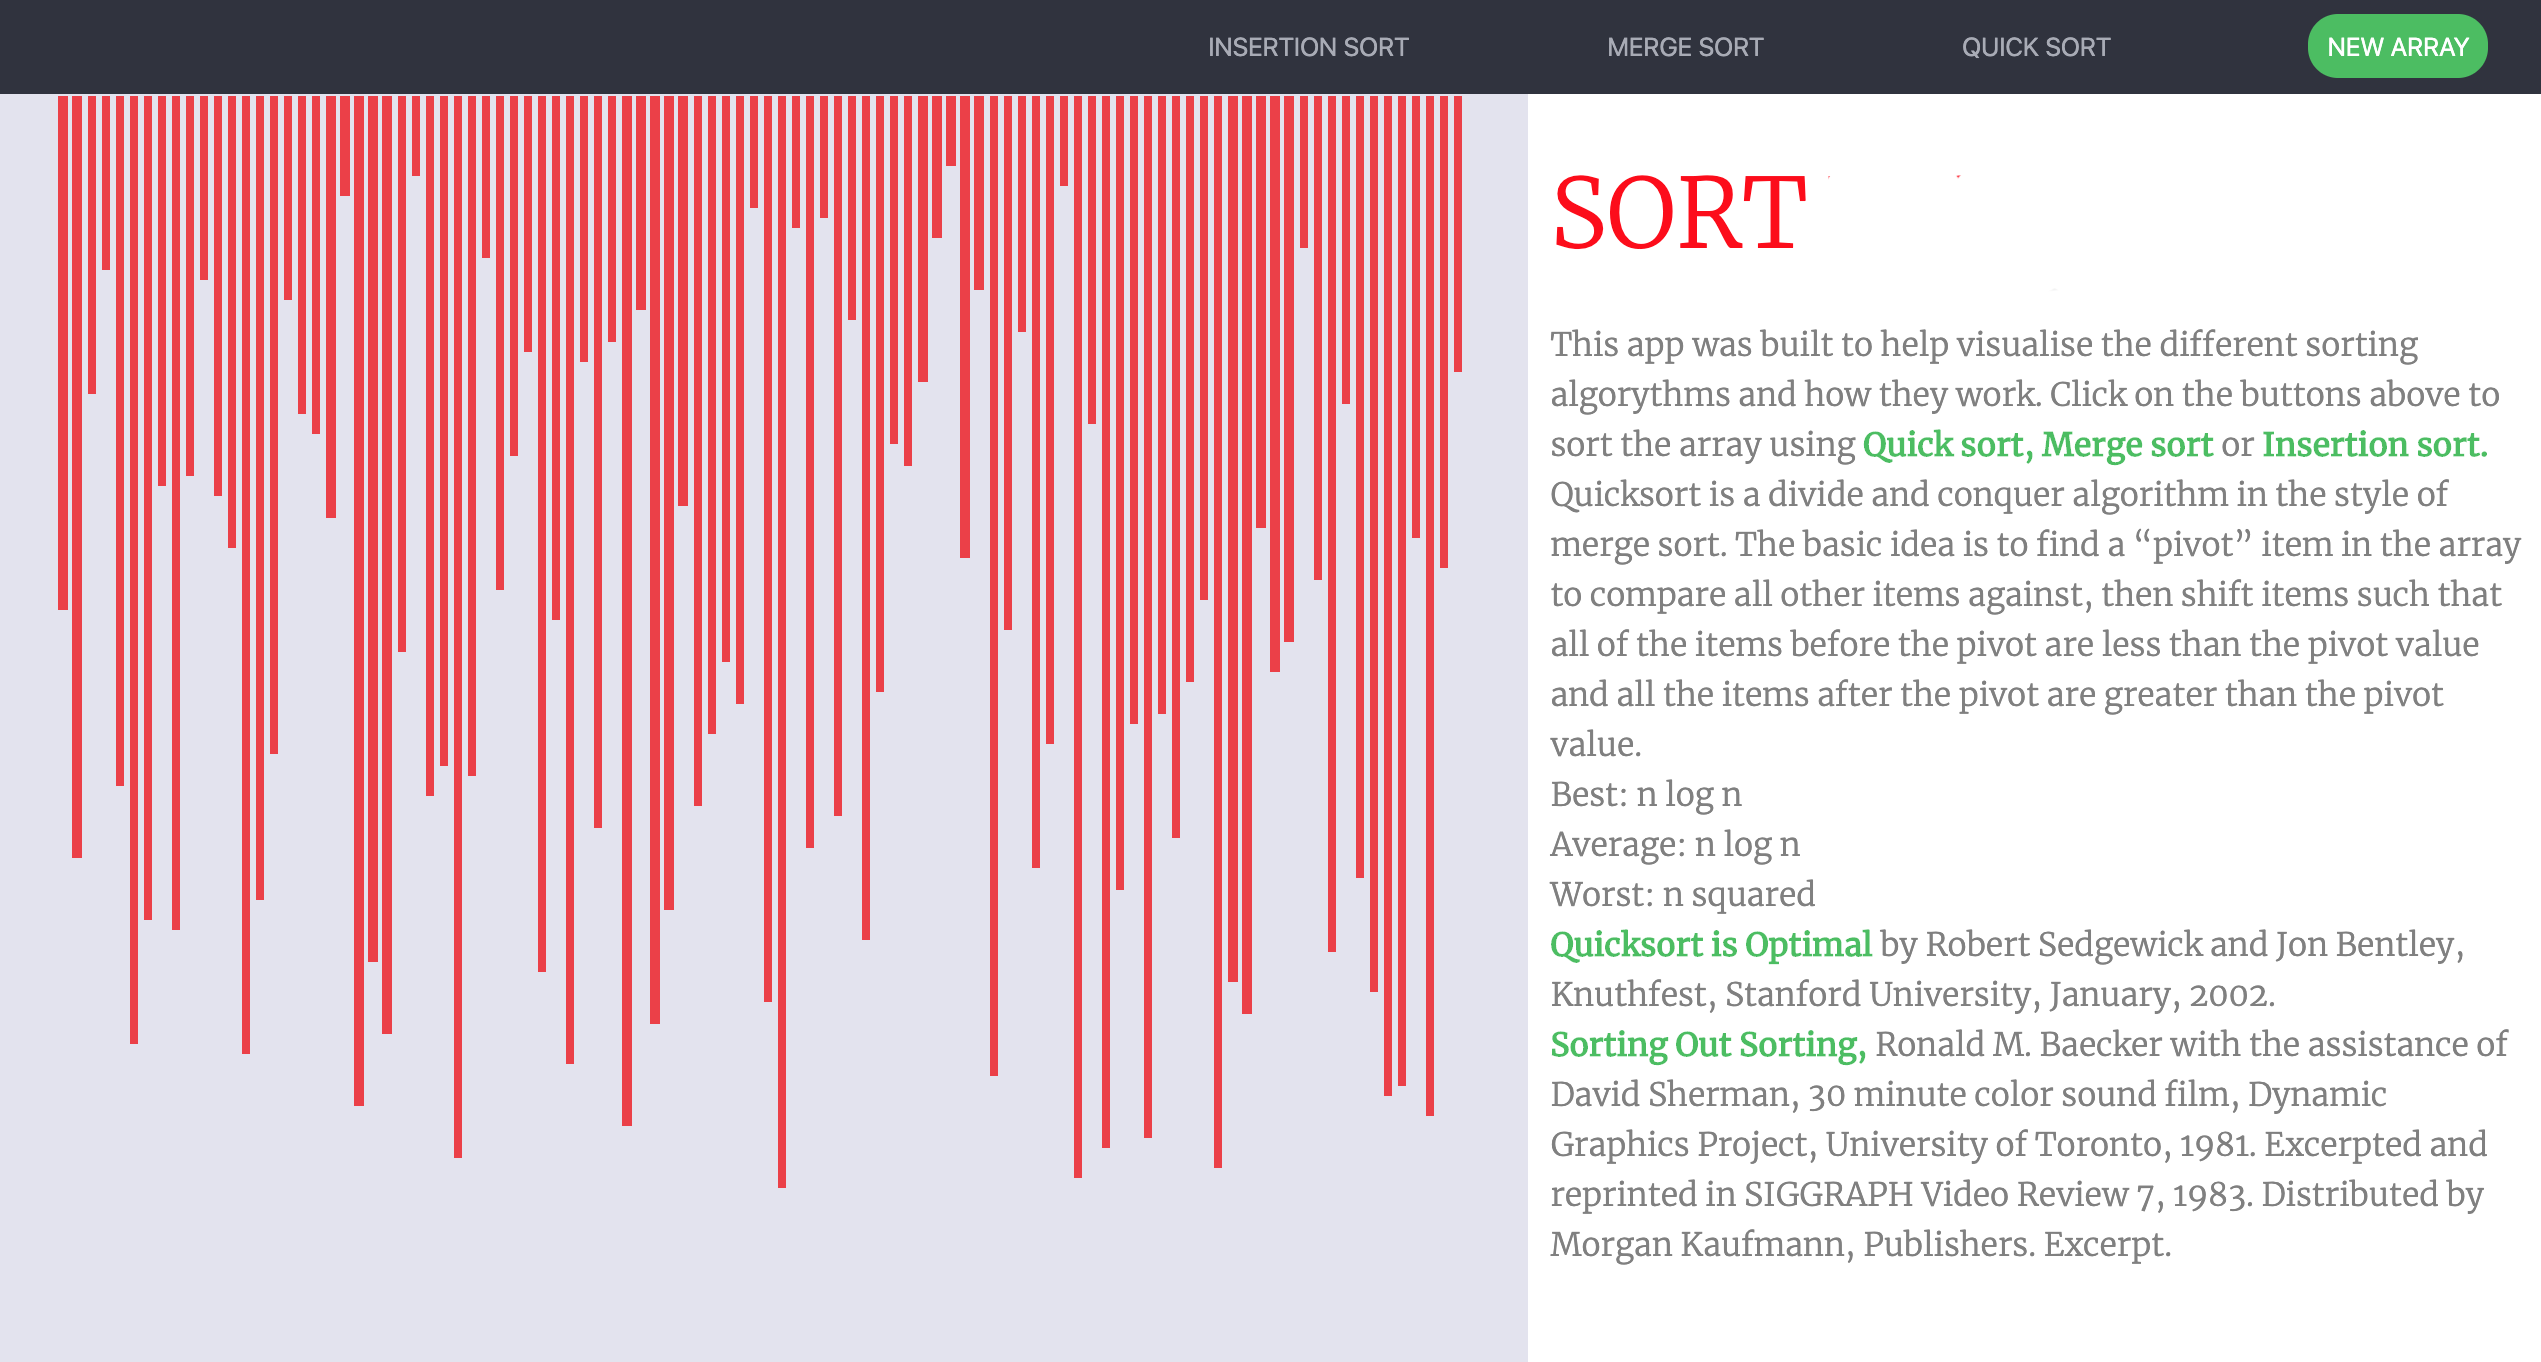 INSERTION SORT
MERGE SORT
QUICK SORT
NEW ARRAY
SORT
This app was built to help visualise the different sorting
algorythms and how they work. Click on the buttons above to
sort the array using Quick sort, Merge sort or Insertion sort.
Quicksort is a divide and conquer algorithm in the style of
merge sort. The basic idea is to find a “pivot” item in the array
to compare all other items against, then shift items such that
all of the items before the pivot are less than the pivot value
and all the items after the pivot are greater than the pivot
value.
Best: n log n
Average: n log n
Worst: n squared
Quicksort is Optimal by Robert Sedgewick and Jon Bentley,
Knuthfest, Stanford University, January, 2002.
Sorting Out Sorting, Ronald M. Baecker with the assistance of
David Sherman, 30 minute color sound film, Dynamic
Graphics Project, University of Toronto, 1981. Excerpted and
reprinted in SIGGRAPH Video Review 7, 1983. Distributed by
Morgan Kaufmann, Publishers. Excerpt.